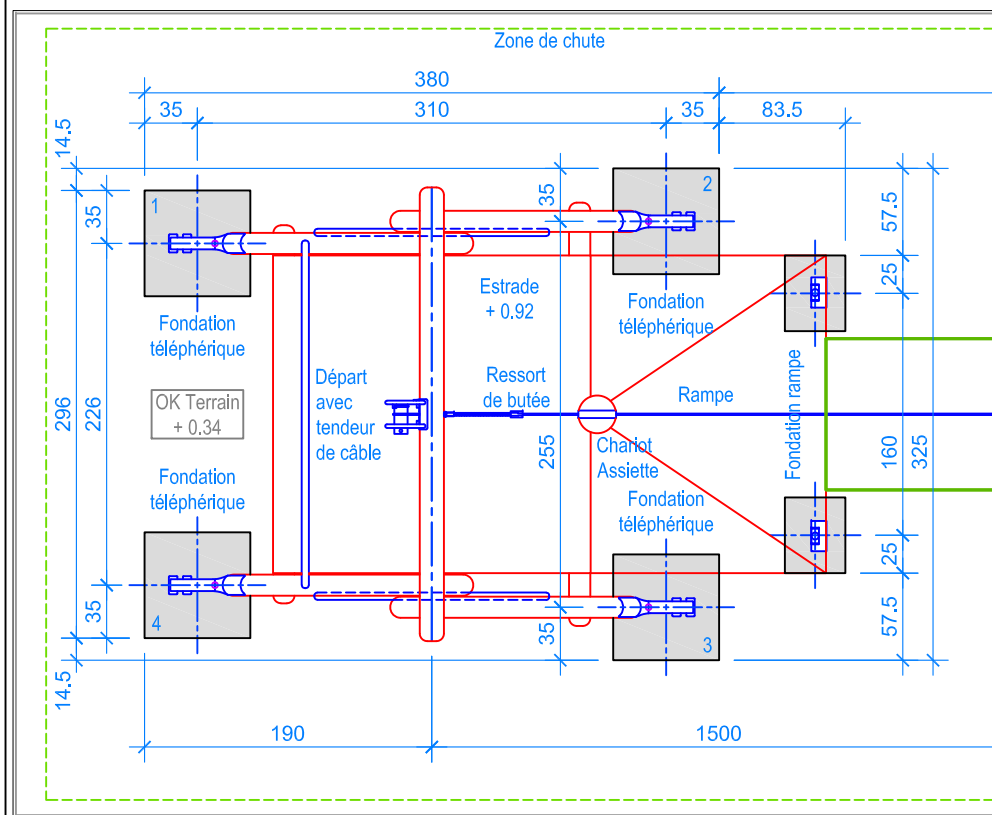 Zone de chute
380
35
310
35
83.5
14.5
35
296
226
35
14.5
1
2
35
255
35
57.5
25
160
325
25
57.5
Estrade
+ 0.92
Fondation
téléphérique
Fondation
téléphérique
OK Terrain
+ 0.34
Départ
avec
tendeur
de câble
Ressort
de butée
Rampe
Fondation rampe
Chariot
Assiette
Fondation
téléphérique
Fondation
téléphérique
4
3
190
1500